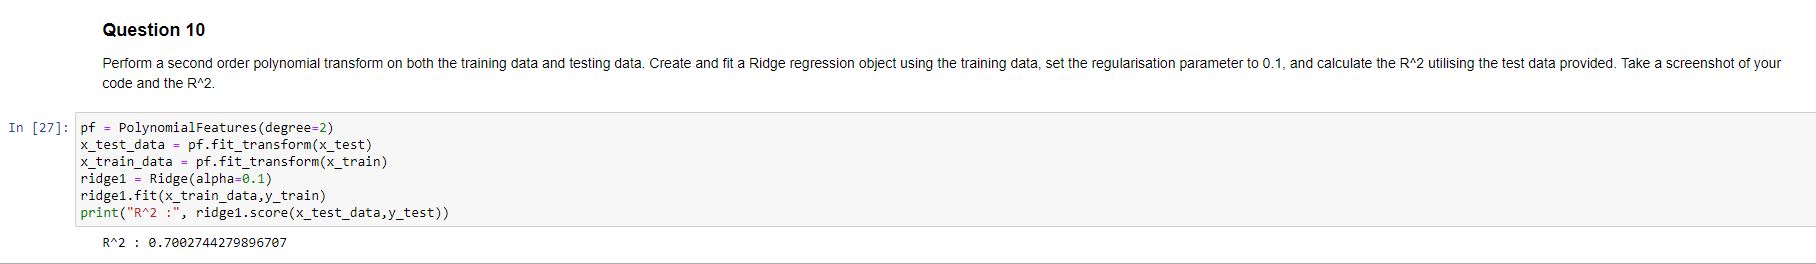 Question 10
Perform a second order polynomial transform on both the training data and testing data. Create and fit a Ridge regression object using the training data, set the regularisation parameter to 0.1, and calculate the R^2 utilising the test data provided. Take a screenshot of your
code and the R^2.
In [27]: pf = PolynomialFeatures(degree=2)
x_test_data = pf.fit_transform(x_test)
x_train_data = pf.fit_transform(x_train)
ridge1 = Ridge(alpha=0.1)
ridge1.fit(x_train_data,y_train)
print("R^2 :", ridge1.score(x_test_data,y_test))
R^2 : 0.7002744279896707